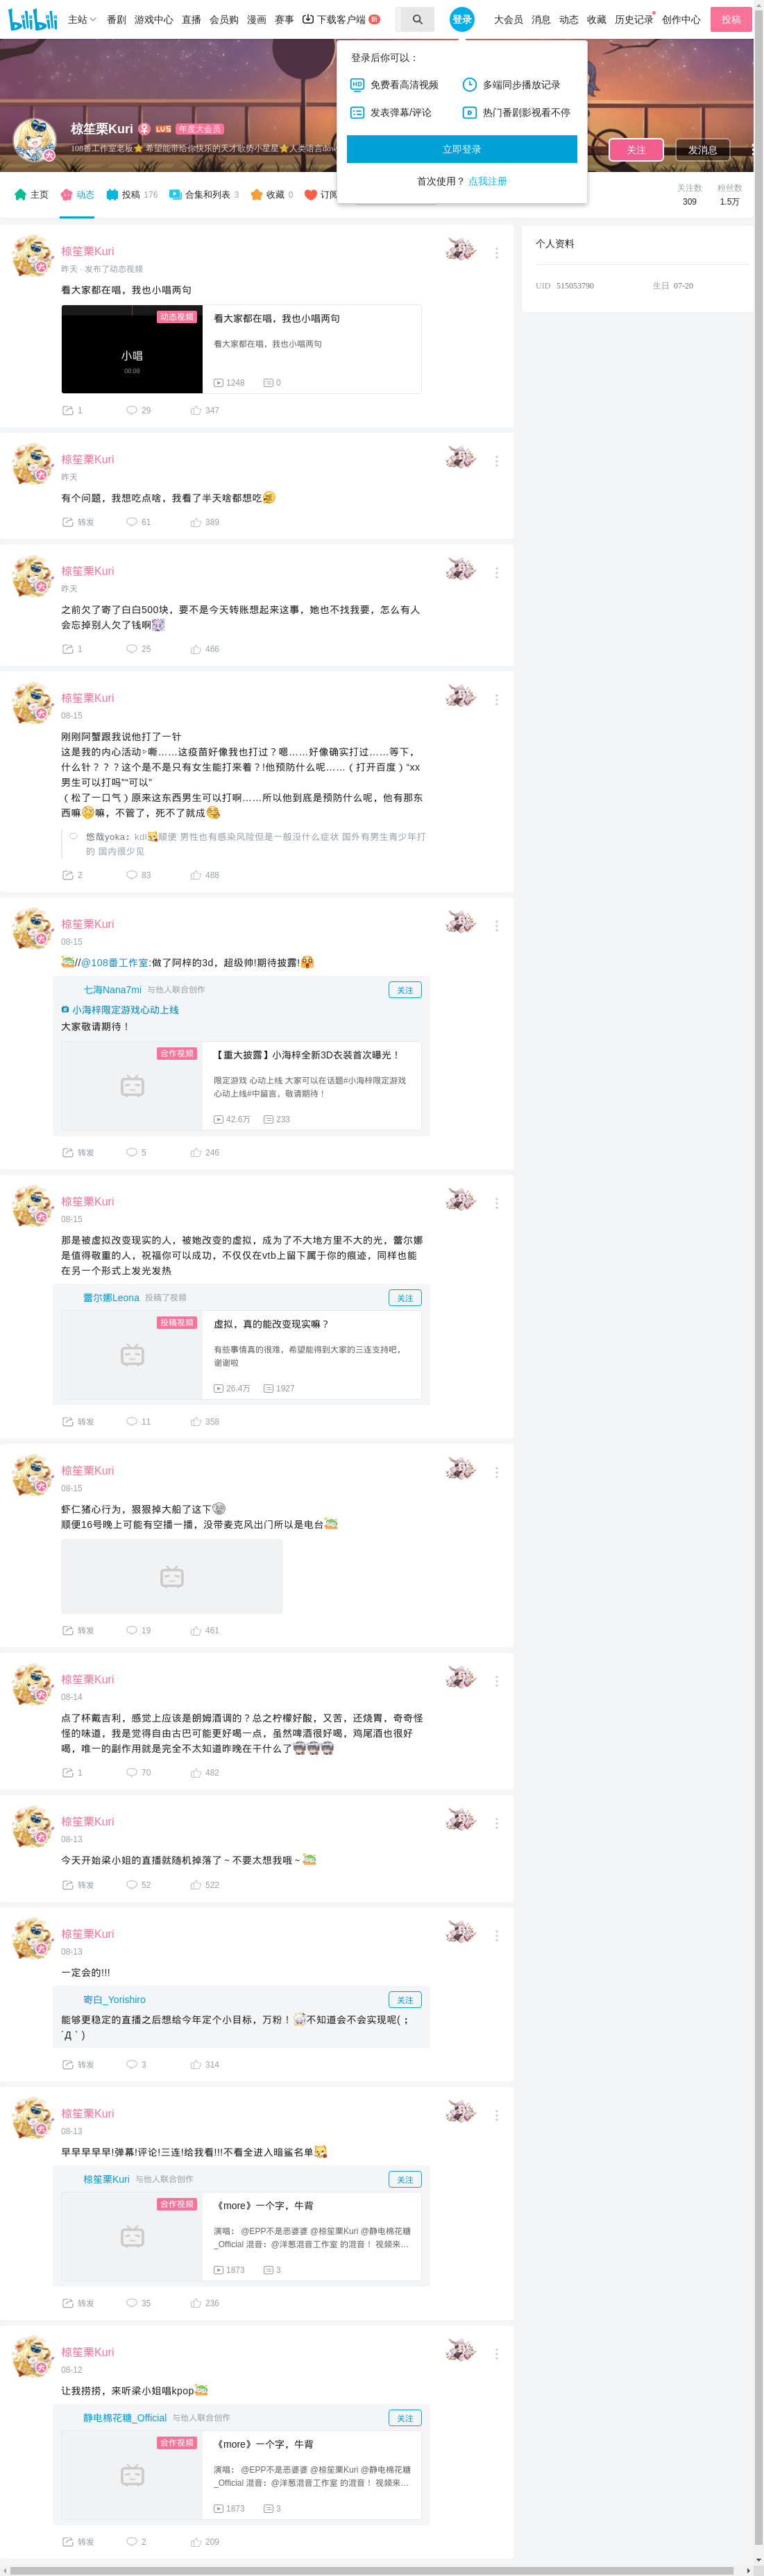 主站 番剧 游戏中心 直播 会员购 漫画 赛事 下载客户端 新 登录 大会员 消息 动态 收藏 历史记录 创作中心 投稿
登录后你可以：
免费看高清视频 多端同步播放记录
发表弹幕/评论 热门番剧影视看不停
立即登录
首次使用？ 点我注册
椋笙栗Kuri LV5 年度大会员
108番工作室老板 希望能带给你快乐的天才歌势小星星 人类语言dow
关注 发消息
主页 动态 投稿 176 合集和列表 3 收藏 0 订阅
关注数 粉丝数
309 1.5万
个人资料
UID 515053790 生日 07-20
椋笙栗Kuri
昨天 · 发布了动态视频
看大家都在唱，我也小唱两句
动态视频
小唱
00:08
看大家都在唱，我也小唱两句
看大家都在唱，我也小唱两句
1248 0
1 29 347
椋笙栗Kuri
昨天
有个问题，我想吃点啥，我看了半天啥都想吃
转发 61 389
椋笙栗Kuri
昨天
之前欠了寄了白白500块，要不是今天转账想起来这事，她也不找我要，怎么有人
会忘掉别人欠了钱啊
1 25 466
椋笙栗Kuri
08-15
刚刚阿蟹跟我说他打了一针
这是我的内心活动▷嘶……这疫苗好像我也打过？嗯……好像确实打过……等下，
什么针？？？这个是不是只有女生能打来着？!他预防什么呢……（打开百度）“xx
男生可以打吗”“可以”
（松了一口气）原来这东西男生可以打啊……所以他到底是预防什么呢，他有那东
西嘛 嘛，不管了，死不了就成
悠哉yoka：kdl 顺便 男性也有感染风险但是一般没什么症状 国外有男生青少年打
的 国内很少见
2 83 488
椋笙栗Kuri
08-15
//@108番工作室:做了阿梓的3d，超级帅!期待披露!
七海Nana7mi 与他人联合创作 关注
小海梓限定游戏心动上线
大家敬请期待！
合作视频
【重大披露】小海梓全新3D衣装首次曝光！
限定游戏 心动上线 大家可以在话题#小海梓限定游戏
心动上线#中留言，敬请期待！
42.6万 233
转发 5 246
椋笙栗Kuri
08-15
那是被虚拟改变现实的人，被她改变的虚拟，成为了不大地方里不大的光，蕾尔娜
是值得敬重的人，祝福你可以成功，不仅仅在vtb上留下属于你的痕迹，同样也能
在另一个形式上发光发热
蕾尔娜Leona 投稿了视频 关注
投稿视频
虚拟，真的能改变现实嘛？
有些事情真的很难，希望能得到大家的三连支持吧，
谢谢啦
26.4万 1927
转发 11 358
椋笙栗Kuri
08-15
虾仁猪心行为，狠狠掉大船了这下
顺便16号晚上可能有空播一播，没带麦克风出门所以是电台
转发 19 461
椋笙栗Kuri
08-14
点了杯戴吉利，感觉上应该是朗姆酒调的？总之柠檬好酸，又苦，还烧胃，奇奇怪
怪的味道，我是觉得自由古巴可能更好喝一点，虽然啤酒很好喝，鸡尾酒也很好
喝，唯一的副作用就是完全不太知道昨晚在干什么了
1 70 482
椋笙栗Kuri
08-13
今天开始梁小姐的直播就随机掉落了～不要太想我哦～
转发 52 522
椋笙栗Kuri
08-13
一定会的!!!
寄白_Yorishiro 关注
能够更稳定的直播之后想给今年定个小目标，万粉！ 不知道会不会实现呢(；
´Д｀)
转发 3 314
椋笙栗Kuri
08-13
早早早早早!弹幕!评论!三连!给我看!!!不看全进入暗鲨名单
椋笙栗Kuri 与他人联合创作 关注
合作视频
《more》一个字，牛背
演唱： @EPP不是恶婆婆 @椋笙栗Kuri @静电棉花糖
_Official 混音：@洋葱混音工作室 的混音！ 视频来...
1873 3
转发 35 236
椋笙栗Kuri
08-12
让我捞捞，来听梁小姐唱kpop
静电棉花糖_Official 与他人联合创作 关注
合作视频
《more》一个字，牛背
演唱： @EPP不是恶婆婆 @椋笙栗Kuri @静电棉花糖
_Official 混音：@洋葱混音工作室 的混音！ 视频来...
1873 3
转发 2 209